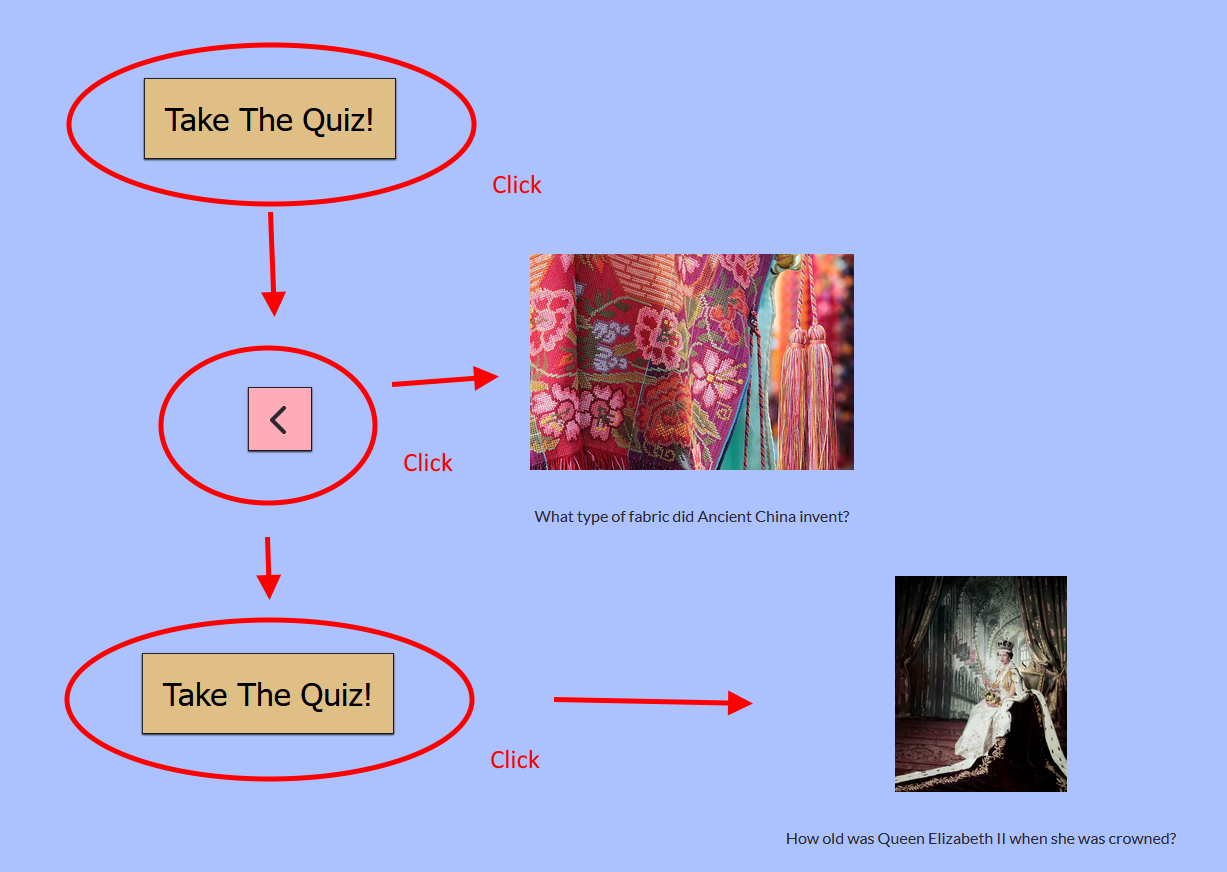 Take The Quiz!
Click
Click
What type of fabric did Ancient China invent?
Take The Quiz!
Click
How old was Queen Elizabeth II when she was crowned?